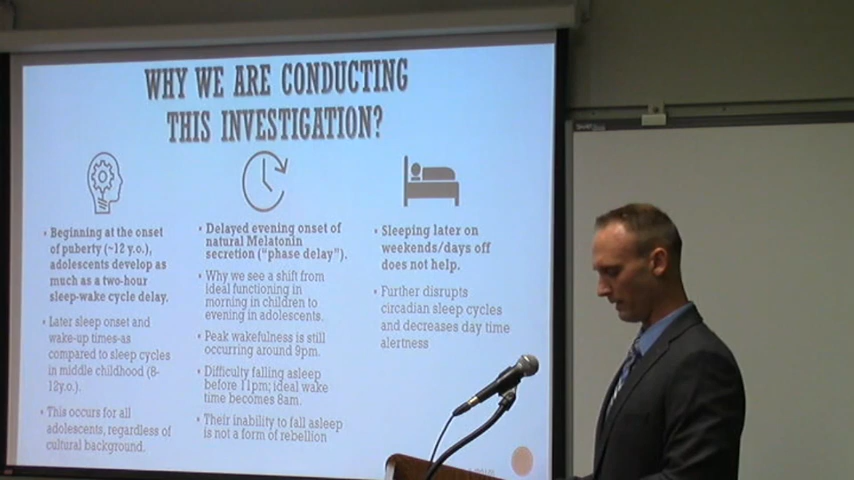 WHY WE ARE CONDUCTING
THIS INVESTIGATION?
• Beginning at the onset
of puberty (~12 y.o.),
adolescents develop as
much as a two-hour
sleep-wake cycle delay.
• Later sleep onset and
wake-up times-as
compared to sleep cycles
in middle childhood (8-
12y.o.).
• This occurs for all
adolescents, regardless of
cultural background.
• Delayed evening onset of
natural Melatonin
secretion ("phase delay").
• Why we see a shift from
ideal functioning in
morning in children to
evening in adolescents.
• Peak wakefulness is still
occurring around 9pm.
• Difficulty falling asleep
before 11pm; ideal wake
time becomes 8am.
• Their inability to fall asleep
is not a form of rebellion
• Sleeping later on
weekends/days off
does not help.
• Further disrupts
circadian sleep cycles
and decreases day time
alertness